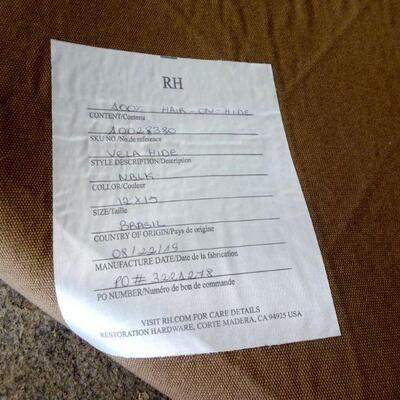 RH
100% HAIR-ON-HIDE
CONTENT/Contenu
10028380
SKU NO./No.de reference
VELA HIDE
STYLE DESCRIPTION/Description
NBLK
COLLOR/Couleur
12X15
SIZE/Taille
BRASIL
COUNTRY OF ORIGIN/Pays de origine
08/22/19
MANUFACTURE DATE/Date de la fabrication
PO# 3221278
PO NUMBER/Numéro de bon de commande
VISIT RH.COM FOR CARE DETAILS
RESTORATION HARDWARE, CORTE MADERA, CA 94925 USA